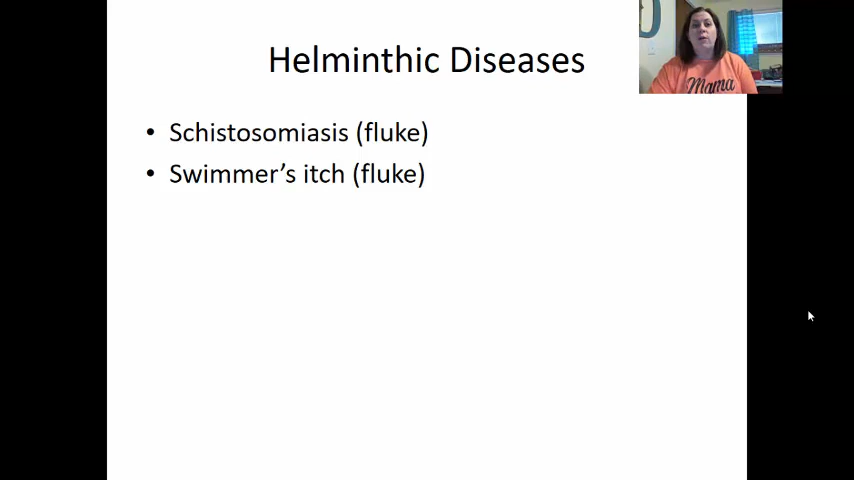 Helminthic Diseases
• Schistosomiasis (fluke)
• Swimmer’s itch (fluke)
Mama